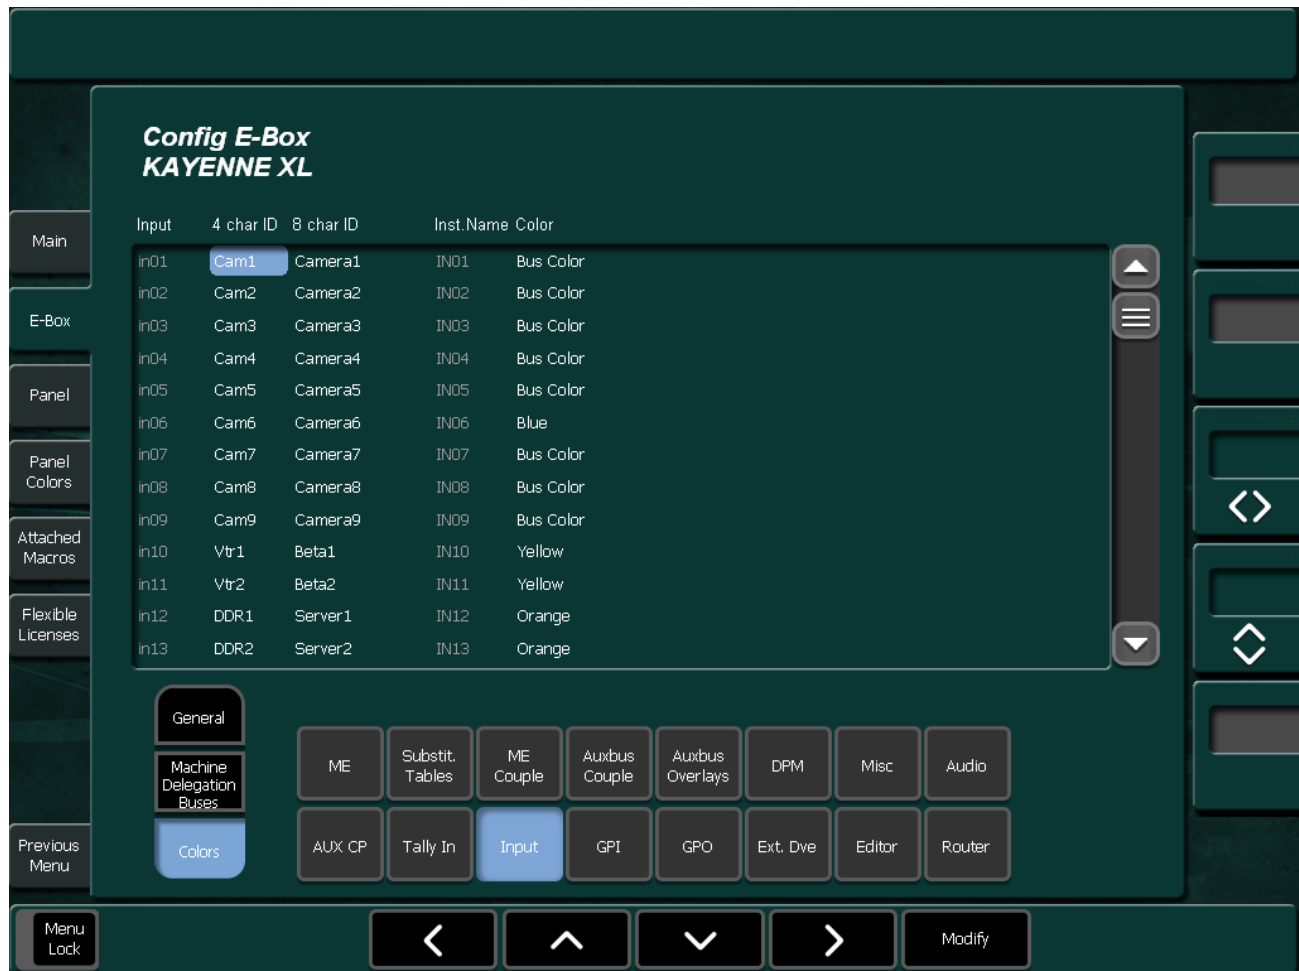 Config E-Box
KAYENNE XL
Input 4 char ID 8 char ID Inst.Name Color
in01 Cam1 Camera1 IN01 Bus Color
in02 Cam2 Camera2 IN02 Bus Color
in03 Cam3 Camera3 IN03 Bus Color
in04 Cam4 Camera4 IN04 Bus Color
in05 Cam5 Camera5 IN05 Bus Color
in06 Cam6 Camera6 IN06 Blue
in07 Cam7 Camera7 IN07 Bus Color
in08 Cam8 Camera8 IN08 Bus Color
in09 Cam9 Camera9 IN09 Bus Color
in10 Vtr1 Beta1 IN10 Yellow
in11 Vtr2 Beta2 IN11 Yellow
in12 DDR1 Server1 IN12 Orange
in13 DDR2 Server2 IN13 Orange
Main
E-Box
Panel
Panel
Colors
Attached
Macros
Flexible
Licenses
Previous
Menu
General
Machine
Delegation
Buses
Colors
ME
Substit.
Tables
ME
Couple
Auxbus
Couple
Auxbus
Overlays
DPM
Misc
Audio
AUX CP
Tally In
Input
GPI
GPO
Ext. Dve
Editor
Router
Menu
Lock
Modify